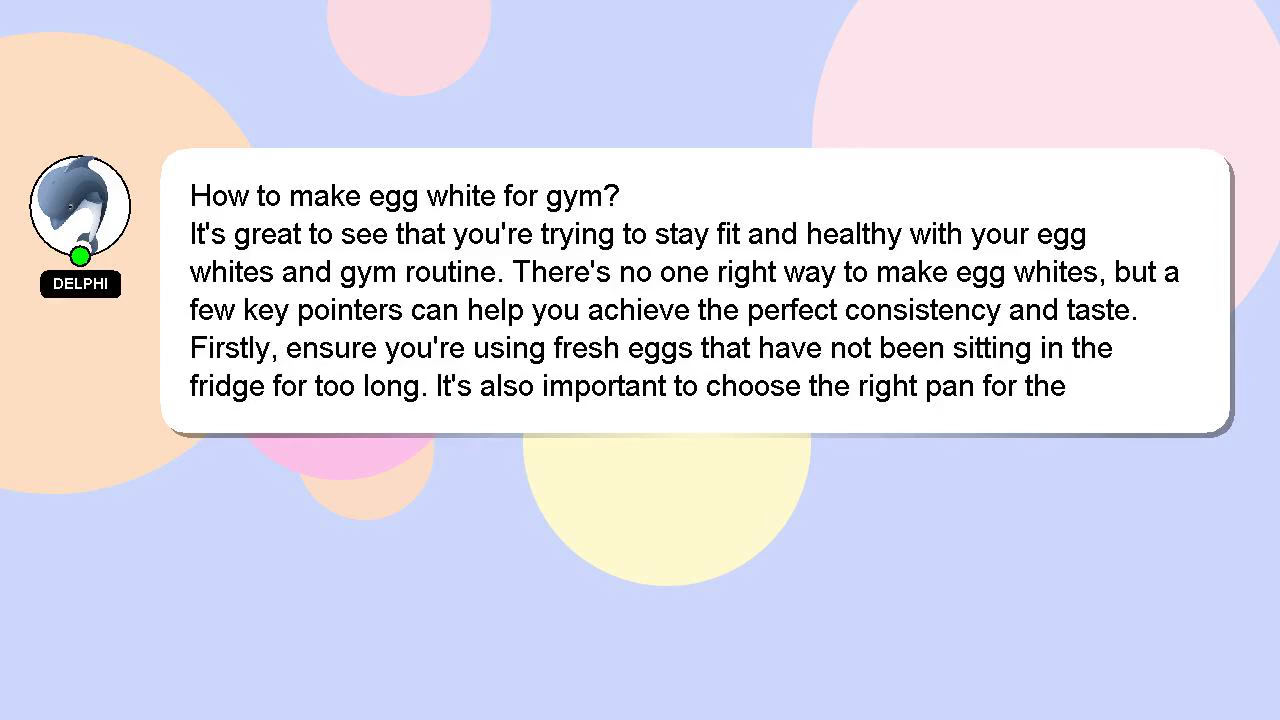 DELPHI
How to make egg white for gym?
It's great to see that you're trying to stay fit and healthy with your egg
whites and gym routine. There's no one right way to make egg whites, but a
few key pointers can help you achieve the perfect consistency and taste.
Firstly, ensure you're using fresh eggs that have not been sitting in the
fridge for too long. It's also important to choose the right pan for the